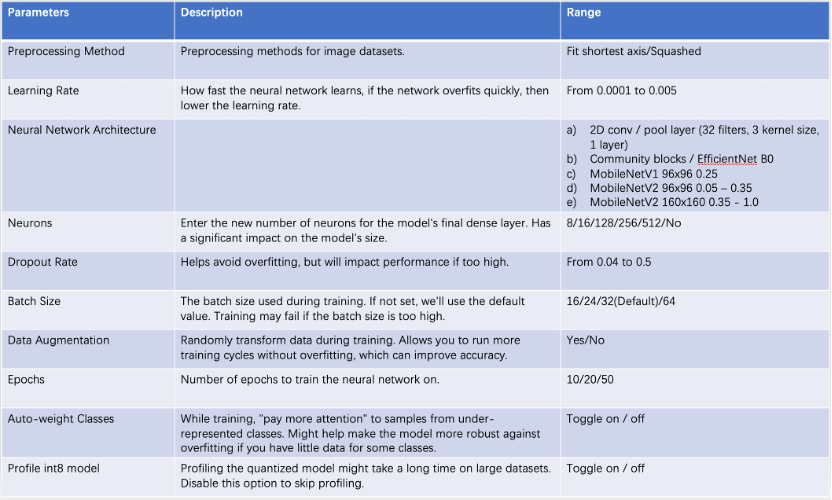 Parameters Description Range
Preprocessing Method Preprocessing methods for image datasets. Fit shortest axis/Squashed
Learning Rate How fast the neural network learns, if the network overfits quickly, then From 0.0001 to 0.005
lower the learning rate.
Neural Network Architecture a) 2D conv / pool layer (32 filters, 3 kernel size,
1 layer)
b) Community blocks / EfficientNet B0
c) MobileNetV1 96x96 0.25
d) MobileNetV2 96x96 0.05 – 0.35
e) MobileNetV2 160x160 0.35 - 1.0
Neurons Enter the new number of neurons for the model's final dense layer. Has 8/16/128/256/512/No
a significant impact on the model's size.
Dropout Rate Helps avoid overfitting, but will impact performance if too high. From 0.04 to 0.5
Batch Size The batch size used during training. If not set, we'll use the default 16/24/32(Default)/64
value. Training may fail if the batch size is too high.
Data Augmentation Randomly transform data during training. Allows you to run more Yes/No
training cycles without overfitting, which can improve accuracy.
Epochs Number of epochs to train the neural network on. 10/20/50
Auto-weight Classes While training, "pay more attention" to samples from under- Toggle on / off
represented classes. Might help make the model more robust against
overfitting if you have little data for some classes.
Profile int8 model Profiling the quantized model might take a long time on large datasets. Toggle on / off
Disable this option to skip profiling.